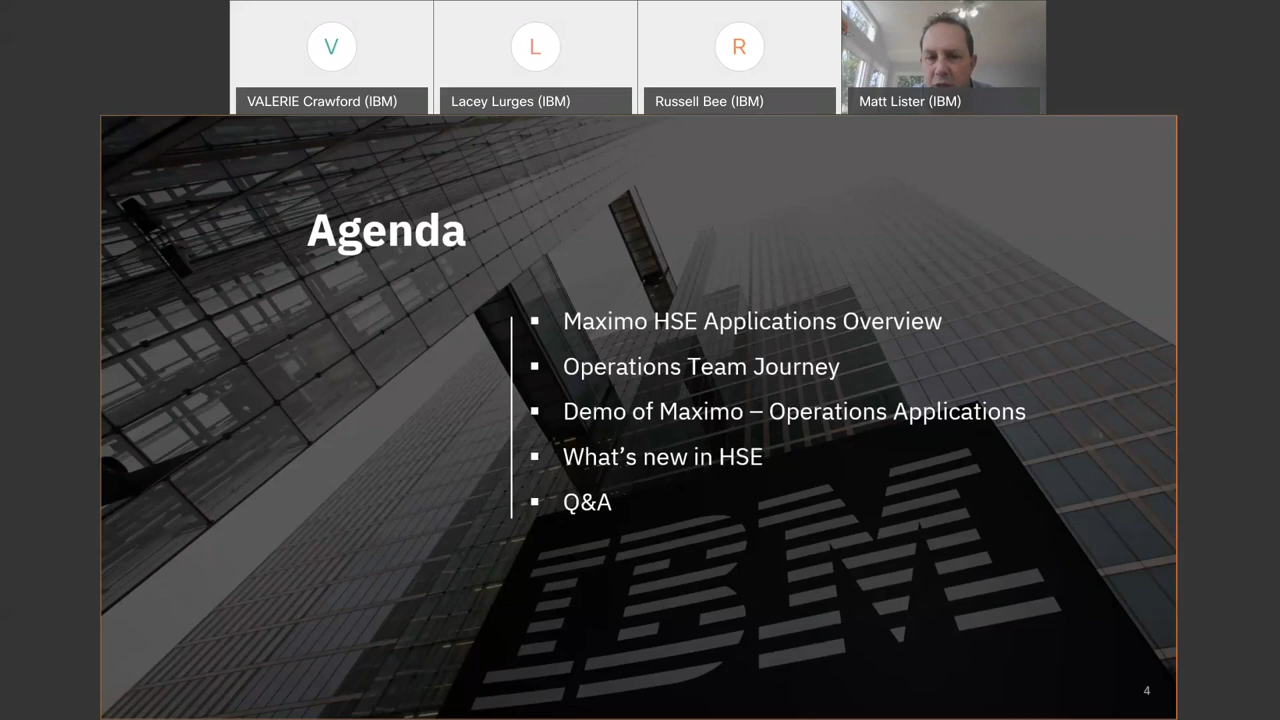 V
L
R
VALERIE Crawford (IBM)
Lacey Lurges (IBM)
Russell Bee (IBM)
Matt Lister (IBM)
Agenda
▪ Maximo HSE Applications Overview
▪ Operations Team Journey
▪ Demo of Maximo – Operations Applications
▪ What’s new in HSE
▪ Q&A
IBM
4